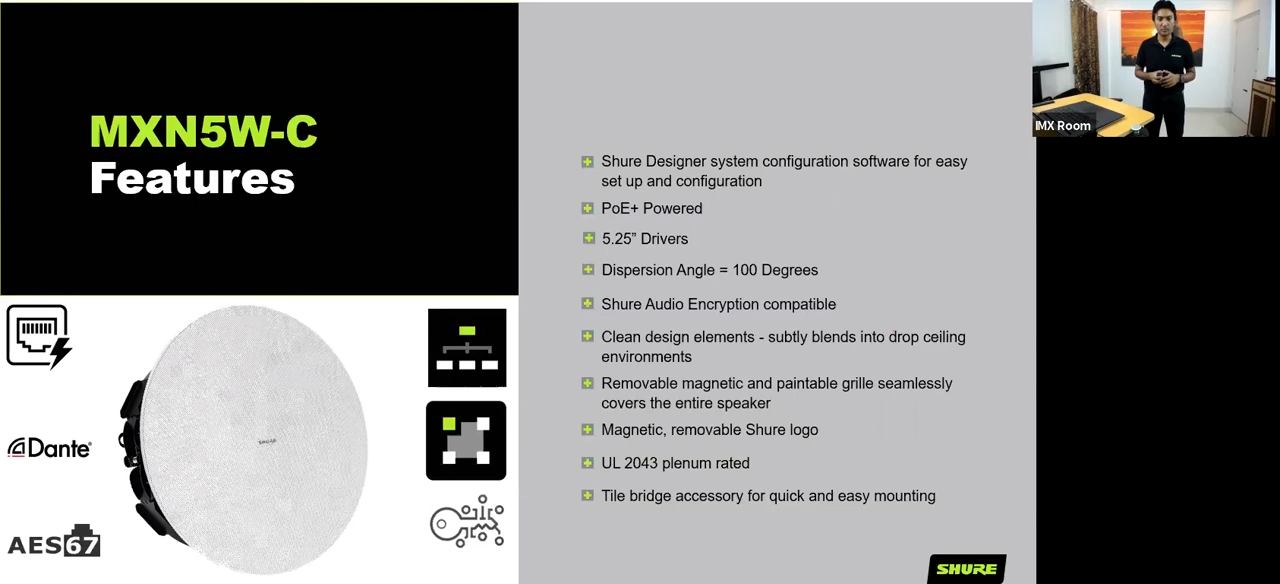 MXN5W-C
Features
Dante®
AES67
SHURE
Shure Designer system configuration software for easy
set up and configuration
PoE+ Powered
5.25” Drivers
Dispersion Angle = 100 Degrees
Shure Audio Encryption compatible
Clean design elements - subtly blends into drop ceiling
environments
Removable magnetic and paintable grille seamlessly
covers the entire speaker
Magnetic, removable Shure logo
UL 2043 plenum rated
Tile bridge accessory for quick and easy mounting
SHURE
IMX Room